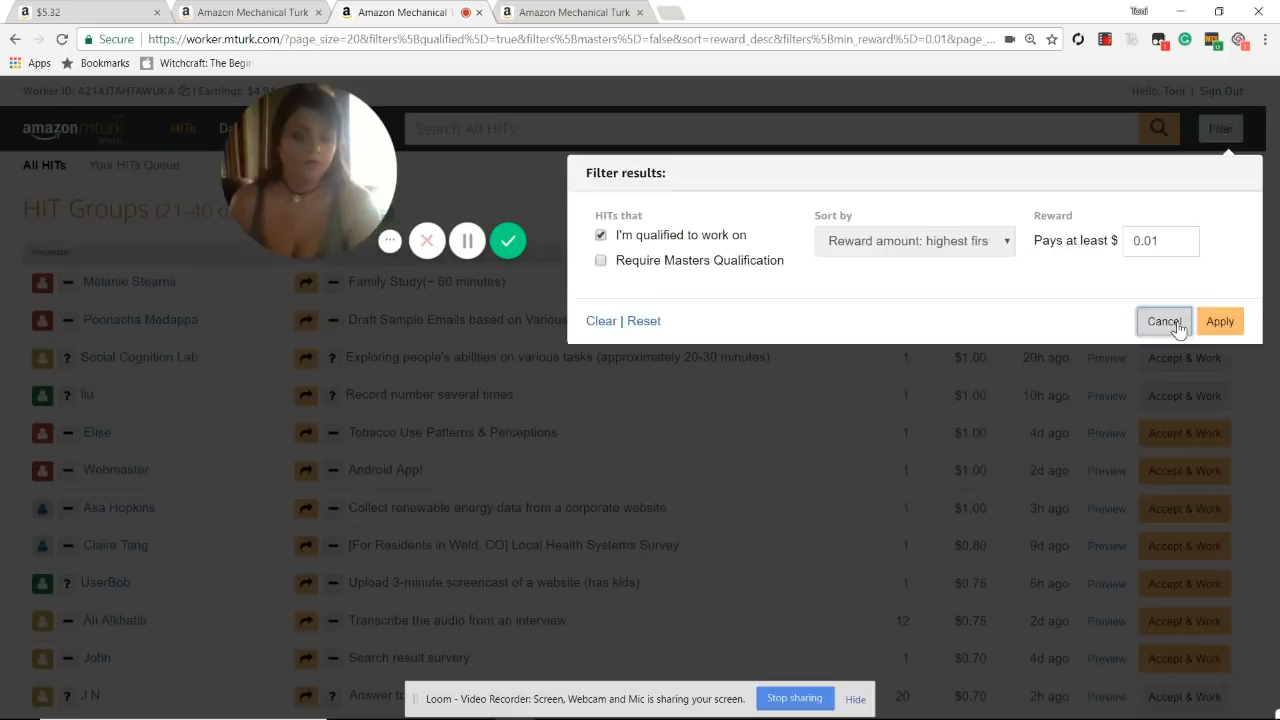 $5.32
Amazon Mechanical Turk
Amazon Mechanical
Amazon Mechanical Turk
Toni
Secure https://worker.mturk.com/?page_size=20&filters%5Bqualified%5D=true&filters%5Bmasters%5D=false&sort=reward_desc&filters%5Bmin_reward%5D=0.01&page_...
Apps Bookmarks Witchcraft: The Begin
Worker ID: Earnings: $4.91
Hello, Toni | Sign Out
amazonmturk HITs Da Search All HITs Filter
All HITs Your HITs Queue
HIT Groups (21-40 o
Filter results:
HITs that Sort by Reward
I'm qualified to work on Reward amount: highest firs Pays at least $ 0.01
Require Masters Qualification
Clear | Reset Cancel Apply
Melanie Stearns Family Study(~ 60 minutes)
Poonacha Medappa Draft Sample Emails based on Various
Social Cognition Lab ? Exploring people's abilities on various tasks (approximately 20-30 minutes) 1 $1.00 20h ago Preview Accept & Work
? liu ? Record number several times 1 $1.00 10h ago Preview Accept & Work
Elise Tobacco Use Patterns & Perceptions 1 $1.00 4d ago Preview Accept & Work
Webmaster Android App! 1 $1.00 2d ago Preview Accept & Work
Asa Hopkins Collect renewable energy data from a corporate website 1 $1.00 3h ago Preview Accept & Work
Claire Tang [For Residents in Weld, CO] Local Health Systems Survey 1 $0.80 9d ago Preview Accept & Work
? UserBob Upload 3-minute screencast of a website (has kids) 1 $0.75 5h ago Preview Accept & Work
Ali Alkhatib Transcribe the audio from an interview 12 $0.75 2d ago Preview Accept & Work
John Search result survery 1 $0.70 4d ago Preview Accept & Work
? J N Answer to 20 $0.70 2h ago Preview Accept & Work
Loom - Video Recorder: Screen, Webcam and Mic is sharing your screen. Stop sharing Hide